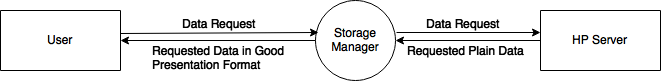 User
Data Request
Requested Data in Good
Presentation Format
Storage
Manager
Data Request
Requested Plain Data
HP Server